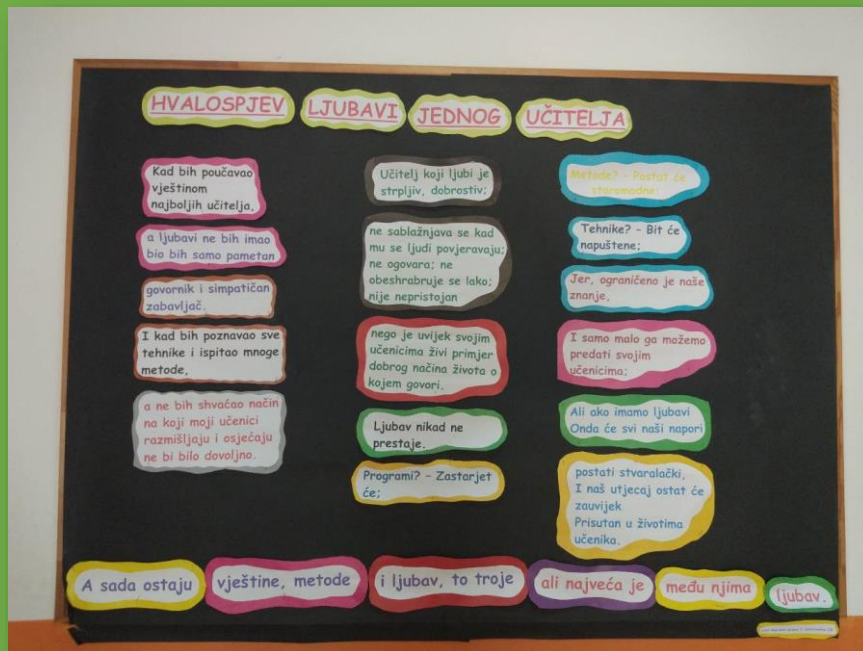 HVALOSPJEV LJUBAVI JEDNOG UČITELJA
Kad bih poučavao
vještinom
najboljih učitelja,
a ljubavi ne bih imao
bio bih samo pametan
govornik i simpatičan
zabavljač.
I kad bih poznavao sve
tehnike i ispitao mnoge
metode,
a ne bih shvaćao način
na koji moji učenici
razmišljaju i osjećaju
ne bi bilo dovoljno.
Učitelj koji ljubi je
strpljiv, dobrostiv;
ne sablažnjava se kad
mu se ljudi povjeravaju;
ne ogovara; ne
obeshrabruje se lako;
nije nepristojan
nego je uvijek svojim
učenicima živi primjer
dobrog načina života o
kojem govori.
Ljubav nikad ne
prestaje.
Programi? - Zastarjet
će;
Metode? - Postat će
staromodne;
Tehnike? - Bit će
napuštene;
Jer, ograničeno je naše
znanje,
I samo malo ga možemo
predati svojim
učenicima;
Ali ako imamo ljubavi
Onda će svi naši napori
postati stvaralački,
I naš utjecaj ostat će
zauvijek
Prisutan u životima
učenika.
A sada ostaju vještine, metode i ljubav, to troje ali najveća je među njima ljubav.